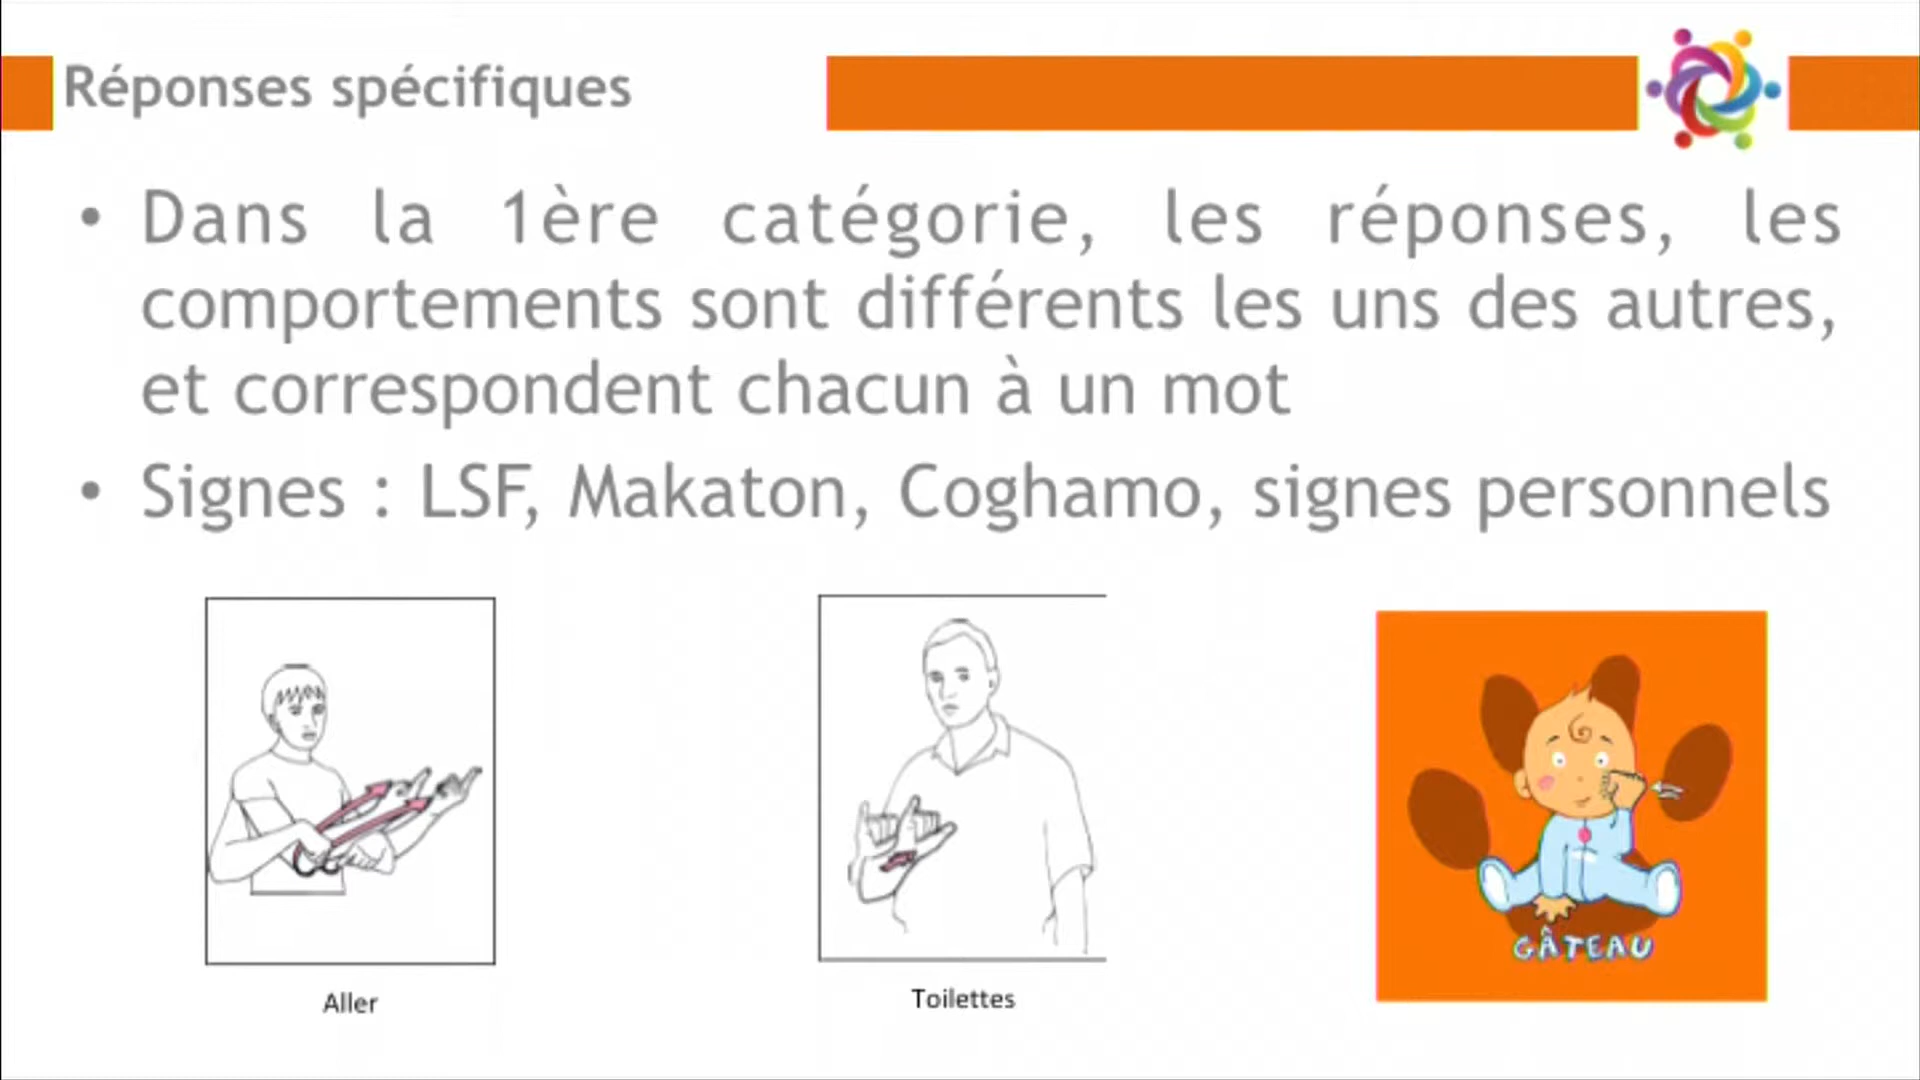 Réponses spécifiques
• Dans la 1ère catégorie, les réponses, les
comportements sont différents les uns des autres,
et correspondent chacun à un mot
• Signes : LSF, Makaton, Coghamo, signes personnels
Aller
Toilettes
GÂTEAU